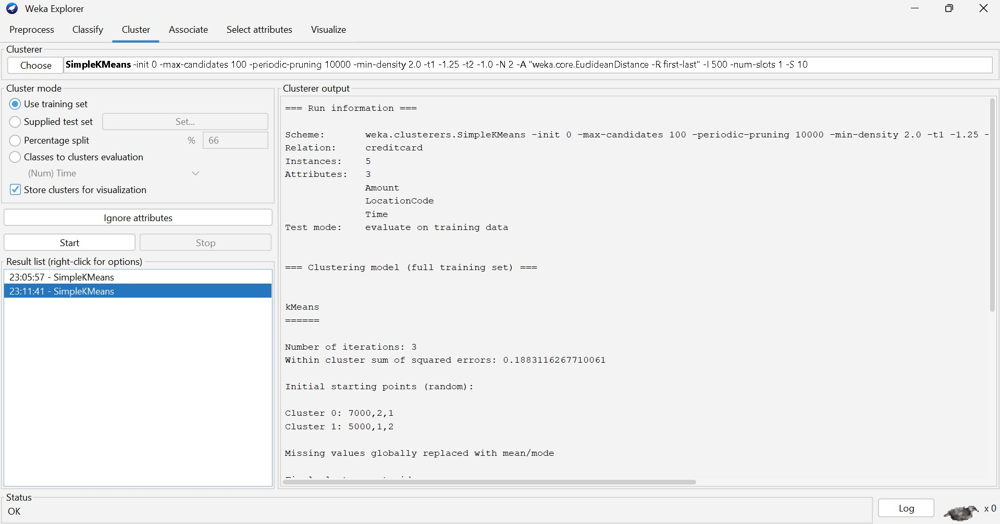 Weka Explorer
Preprocess Classify Cluster Associate Select attributes Visualize
Clusterer
Choose SimpleKMeans -init 0 -max-candidates 100 -periodic-pruning 10000 -min-density 2.0 -t1 -1.25 -t2 -1.0 -N 2 -A "weka.core.EuclideanDistance -R first-last" -I 500 -num-slots 1 -S 10
Cluster mode
Use training set
Supplied test set Set...
Percentage split % 66
Classes to clusters evaluation
(Num) Time
Store clusters for visualization
Ignore attributes
Start Stop
Result list (right-click for options)
23:05:57 - SimpleKMeans
23:11:41 - SimpleKMeans
Clusterer output
=== Run information ===
Scheme: weka.clusterers.SimpleKMeans -init 0 -max-candidates 100 -periodic-pruning 10000 -min-density 2.0 -t1 -1.25 -
Relation: creditcard
Instances: 5
Attributes: 3
Amount
LocationCode
Time
Test mode: evaluate on training data
=== Clustering model (full training set) ===
kMeans
======
Number of iterations: 3
Within cluster sum of squared errors: 0.1883116267710061
Initial starting points (random):
Cluster 0: 7000,2,1
Cluster 1: 5000,1,2
Missing values globally replaced with mean/mode
Status
OK
Log x 0